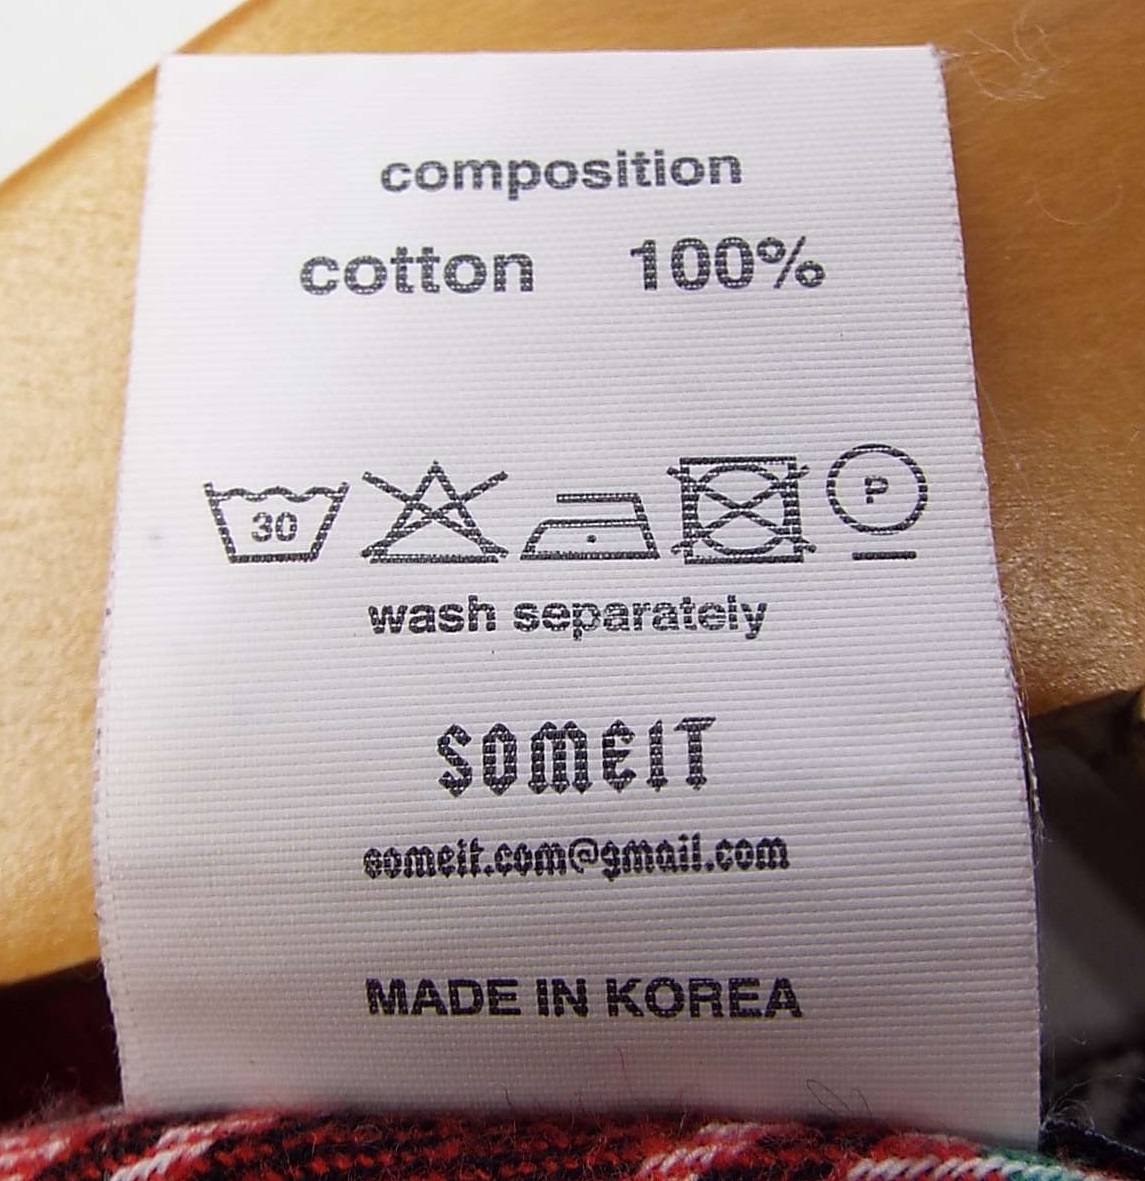 composition
cotton 100%
30 P
wash separately
SOMEIT
someit.com@gmail.com
MADE IN KOREA